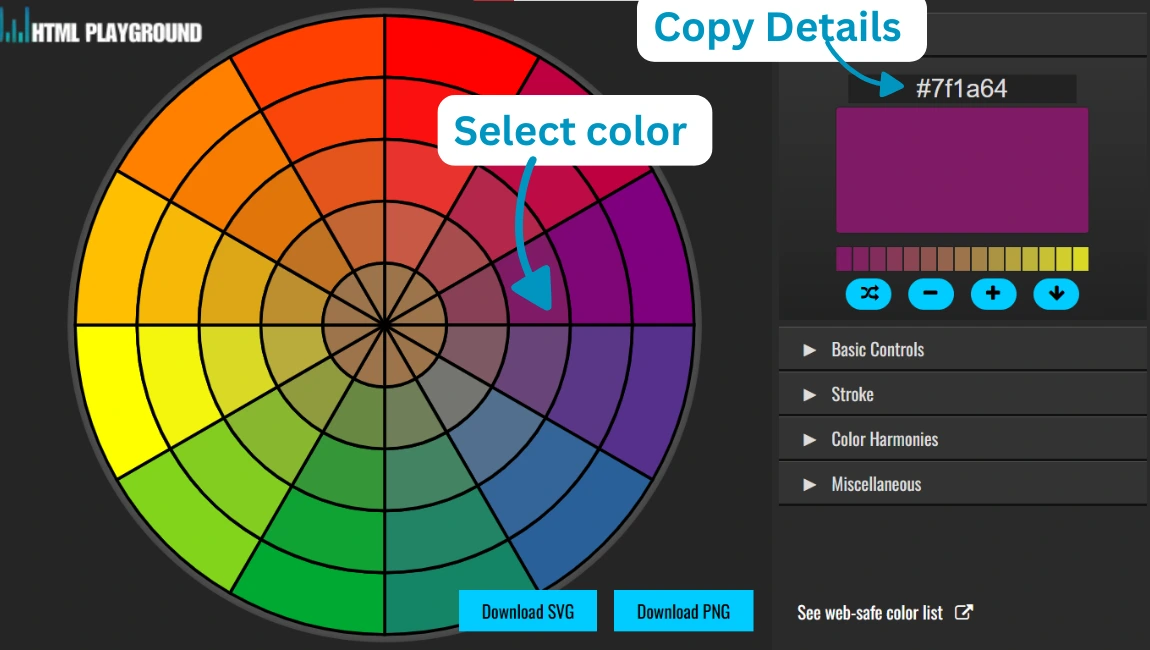 HTML PLAYGROUND
Copy Details
#7f1a64
Select color
Basic Controls
Stroke
Color Harmonies
Miscellaneous
Download SVG
Download PNG
See web-safe color list